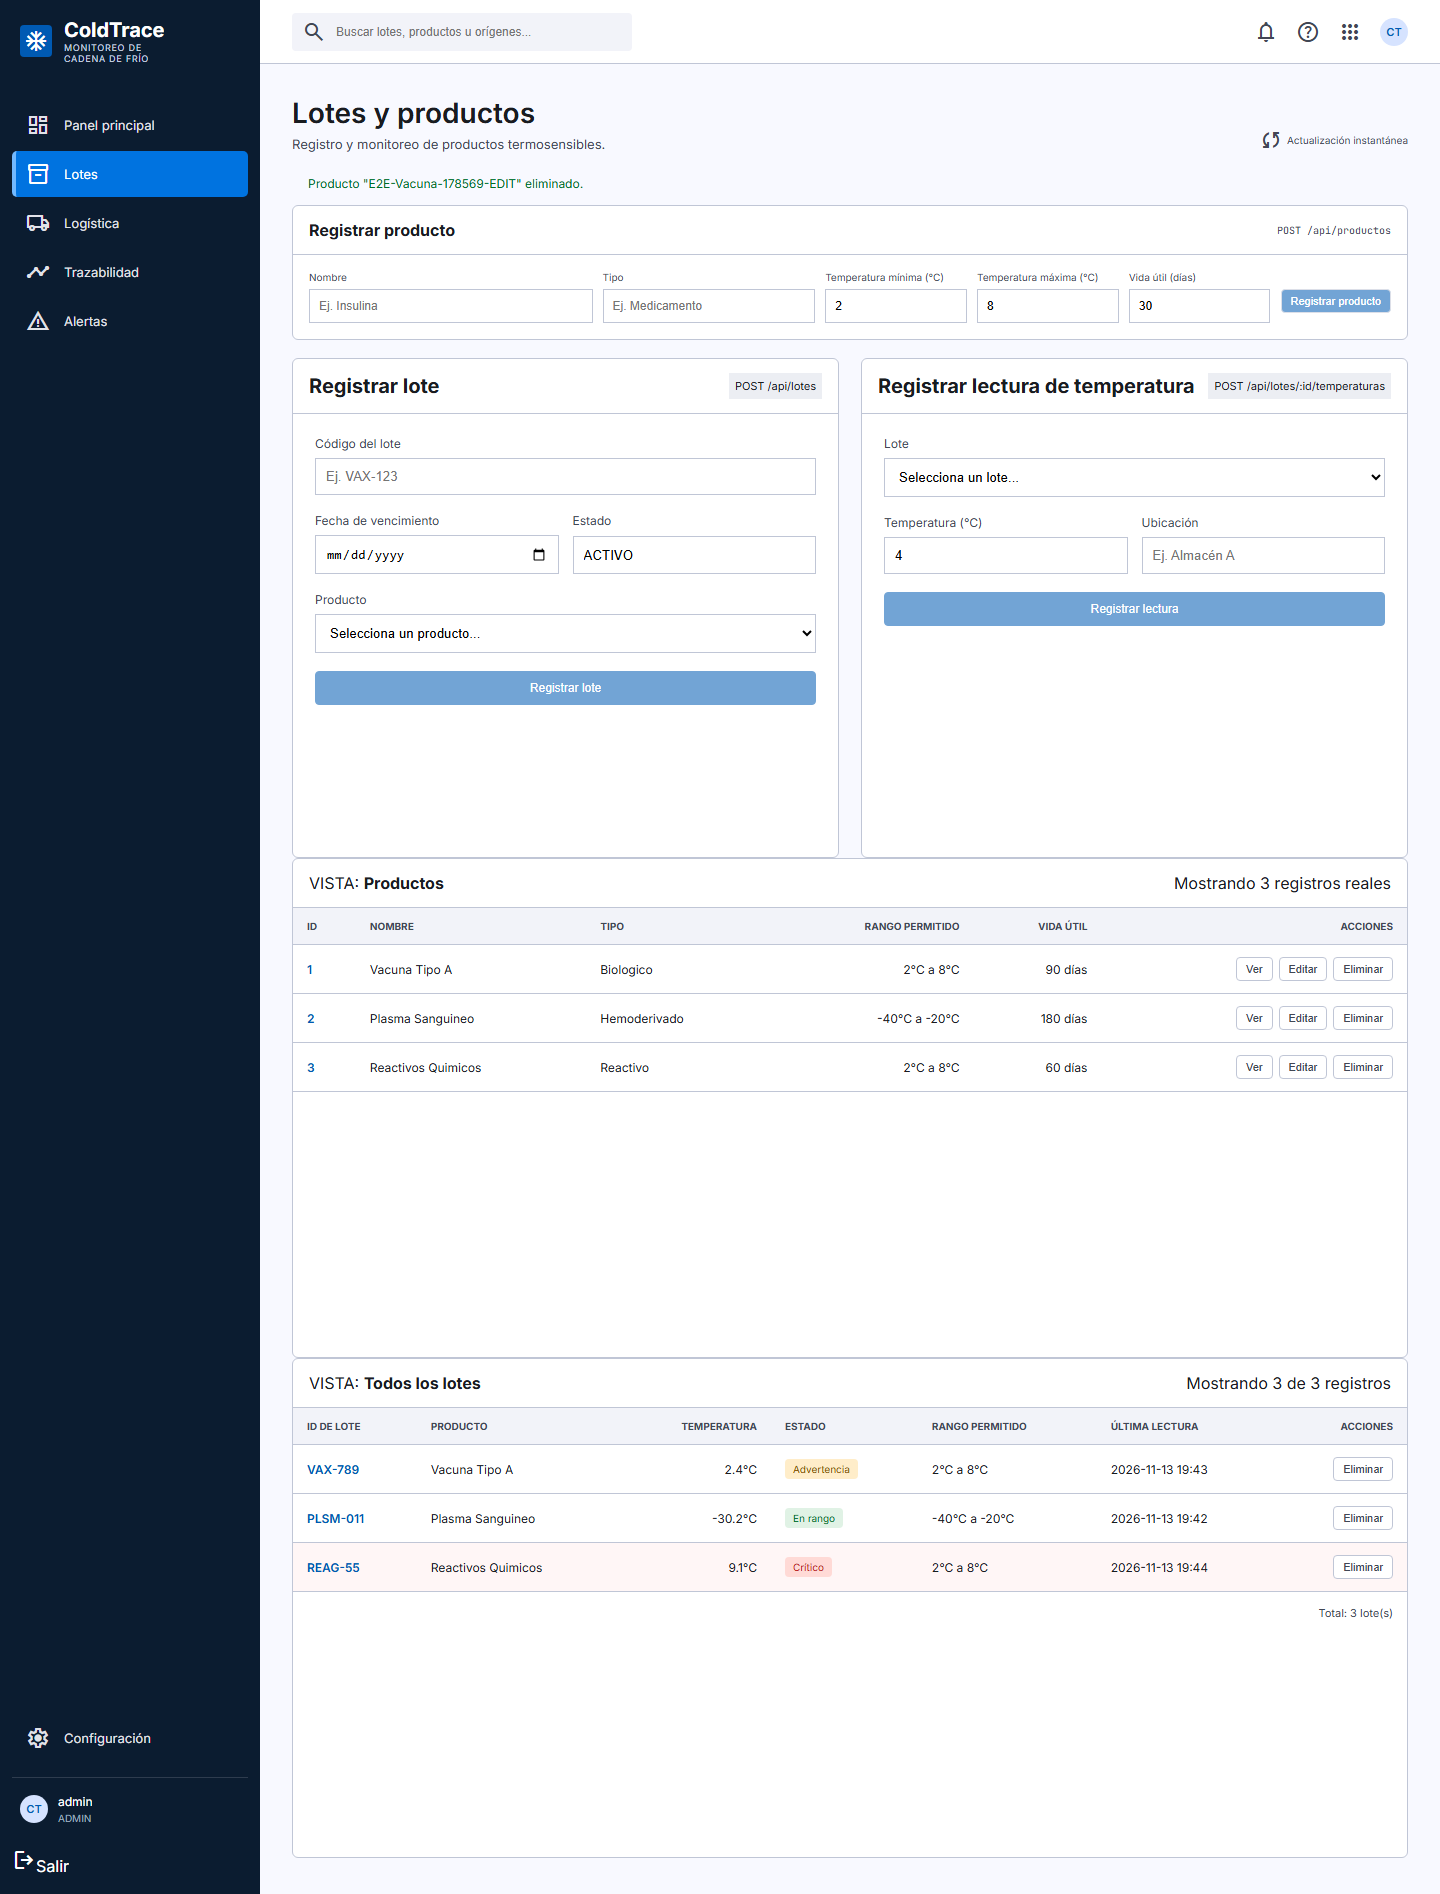 ColdTrace
MONITOREO DE
CADENA DE FRÍO
Panel principal
Lotes
Logística
Trazabilidad
Alertas
Configuración
CT
admin
ADMIN
Salir
Buscar lotes, productos u orígenes...
CT
Lotes y productos
Registro y monitoreo de productos termosensibles.
Actualización instantánea
Producto "E2E-Vacuna-178569-EDIT" eliminado.
Registrar producto
POST /api/productos
Nombre Tipo Temperatura mínima (°C) Temperatura máxima (°C) Vida útil (días)
Ej. Insulina Ej. Medicamento 2 8 30 Registrar producto
Registrar lote POST /api/lotes
Código del lote
Ej. VAX-123
Fecha de vencimiento Estado
mm/dd/yyyy ACTIVO
Producto
Selecciona un producto...
Registrar lote
Registrar lectura de temperatura POST /api/lotes/:id/temperaturas
Lote
Selecciona un lote...
Temperatura (°C) Ubicación
4 Ej. Almacén A
Registrar lectura
VISTA: Productos Mostrando 3 registros reales
ID NOMBRE TIPO RANGO PERMITIDO VIDA ÚTIL ACCIONES
1 Vacuna Tipo A Biologico 2°C a 8°C 90 días Ver Editar Eliminar
2 Plasma Sanguineo Hemoderivado -40°C a -20°C 180 días Ver Editar Eliminar
3 Reactivos Quimicos Reactivo 2°C a 8°C 60 días Ver Editar Eliminar
VISTA: Todos los lotes Mostrando 3 de 3 registros
ID DE LOTE PRODUCTO TEMPERATURA ESTADO RANGO PERMITIDO ÚLTIMA LECTURA ACCIONES
VAX-789 Vacuna Tipo A 2.4°C Advertencia 2°C a 8°C 2026-11-13 19:43 Eliminar
PLSM-011 Plasma Sanguineo -30.2°C En rango -40°C a -20°C 2026-11-13 19:42 Eliminar
REAG-55 Reactivos Quimicos 9.1°C Crítico 2°C a 8°C 2026-11-13 19:44 Eliminar
Total: 3 lote(s)